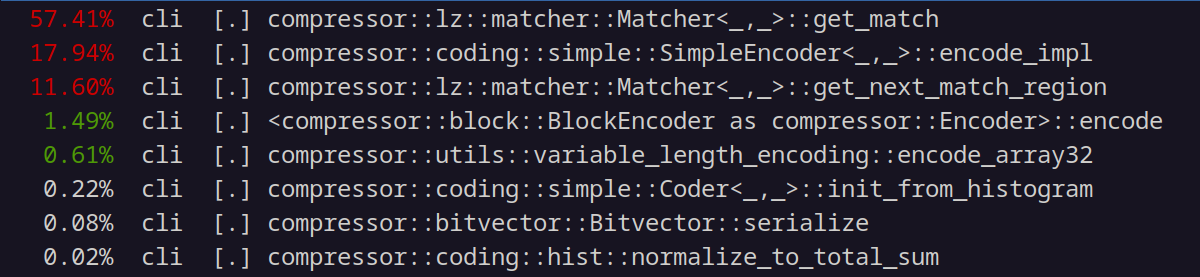 57.41% cli [.] compressor::lz::matcher::Matcher<_,_>::get_match
17.94% cli [.] compressor::coding::simple::SimpleEncoder<_,_>::encode_impl
11.60% cli [.] compressor::lz::matcher::Matcher<_,_>::get_next_match_region
1.49% cli [.] <compressor::block::BlockEncoder as compressor::Encoder>::encode
0.61% cli [.] compressor::utils::variable_length_encoding::encode_array32
0.22% cli [.] compressor::coding::simple::Coder<_,_>::init_from_histogram
0.08% cli [.] compressor::bitvector::Bitvector::serialize
0.02% cli [.] compressor::coding::hist::normalize_to_total_sum